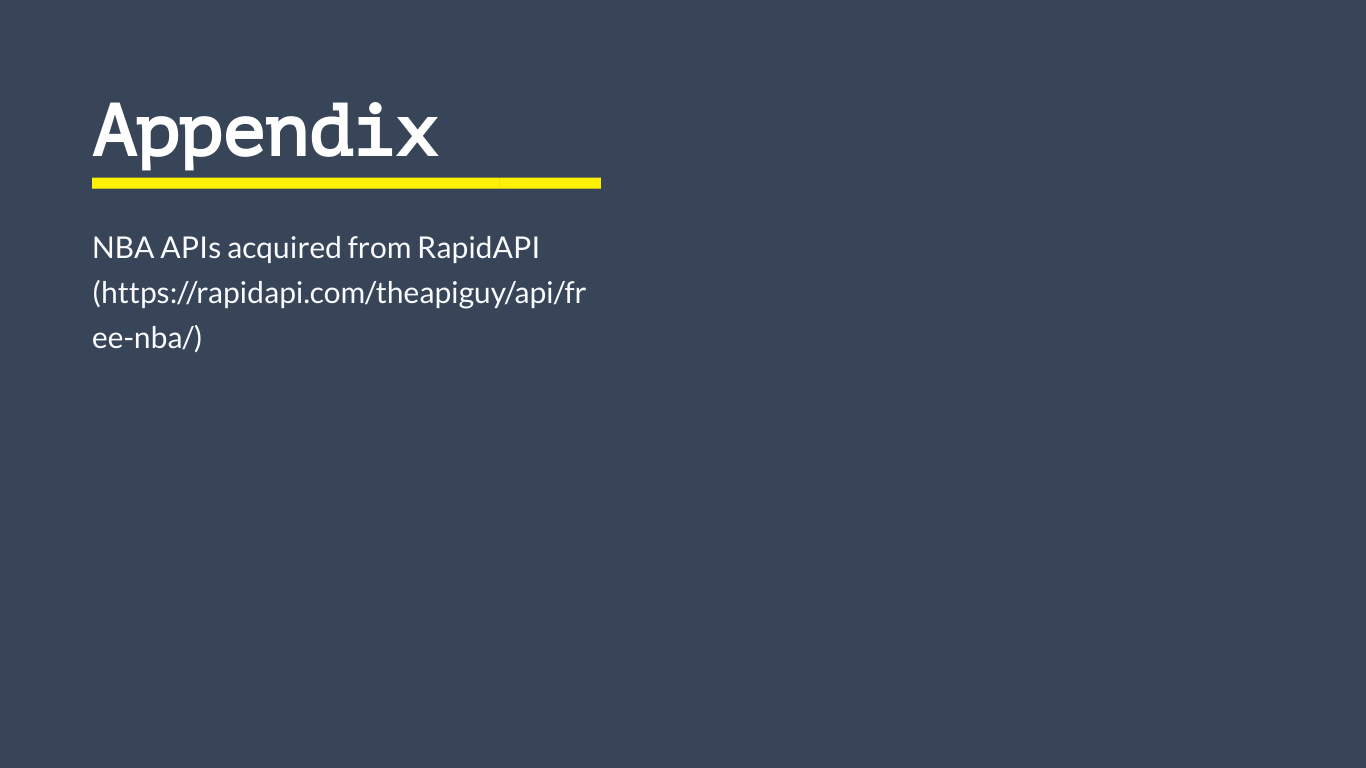 Appendix
NBA APIs acquired from RapidAPI
(https://rapidapi.com/theapiguy/api/fr
ee-nba/)